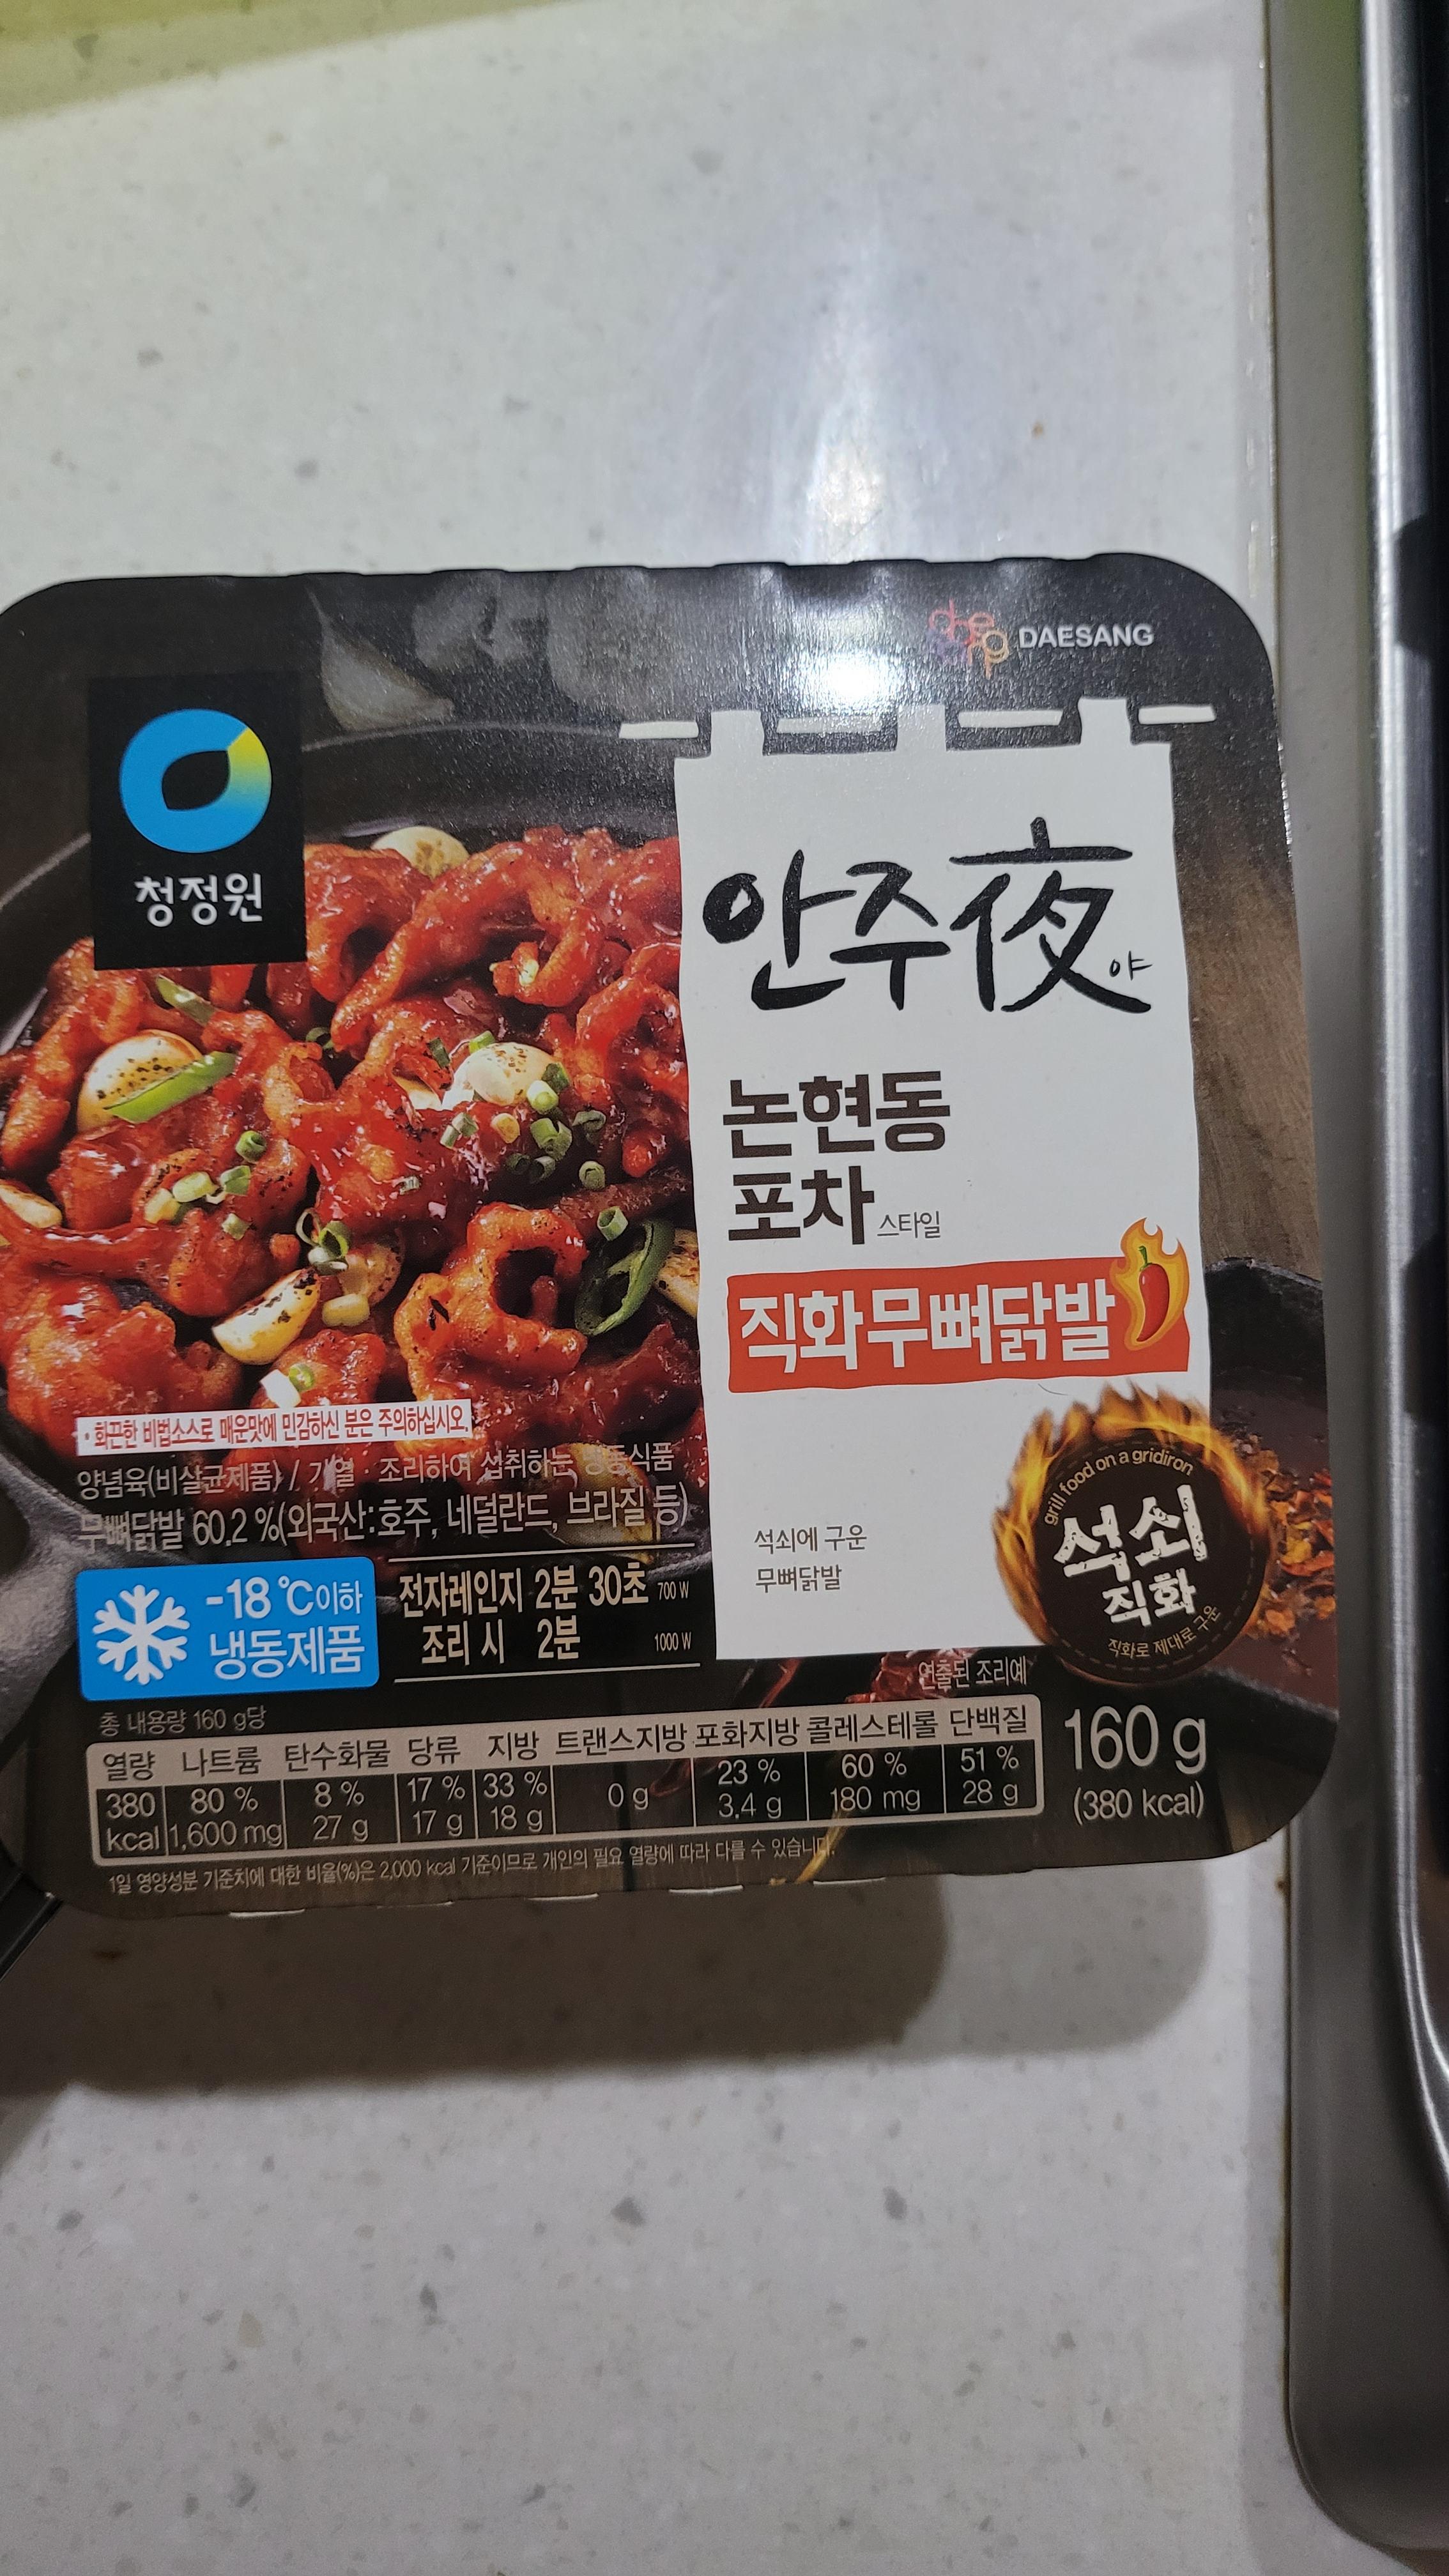 DAESANG
청정원
안주夜야
논현동
포차 스타일
직화무뼈닭발
석쇠에 구운
무뼈닭발
grill food on a gridiron
석쇠
직화
직화로 제대로 구운
연출된 조리예
• 화끈한 비법소스로 매운맛에 민감하신 분은 주의하십시오.
양념육(비살균제품) / 가열·조리하여 섭취하는 냉동식품
무뼈닭발 60.2 %(외국산:호주, 네덜란드, 브라질 등)
-18 ℃이하
냉동제품
전자레인지 2분 30초 700 W
조리 시 2분 1000 W
총 내용량 160 g당
열량 나트륨 탄수화물 당류 지방 트랜스지방 포화지방 콜레스테롤 단백질
380 kcal 80 % 8 % 17 % 33 % 0 g 23 % 60 % 51 %
1,600 mg 27 g 17 g 18 g 3.4 g 180 mg 28 g
160 g
(380 kcal)
1일 영양성분 기준치에 대한 비율(%)은 2,000 kcal 기준이므로 개인의 필요 열량에 따라 다를 수 있습니다.